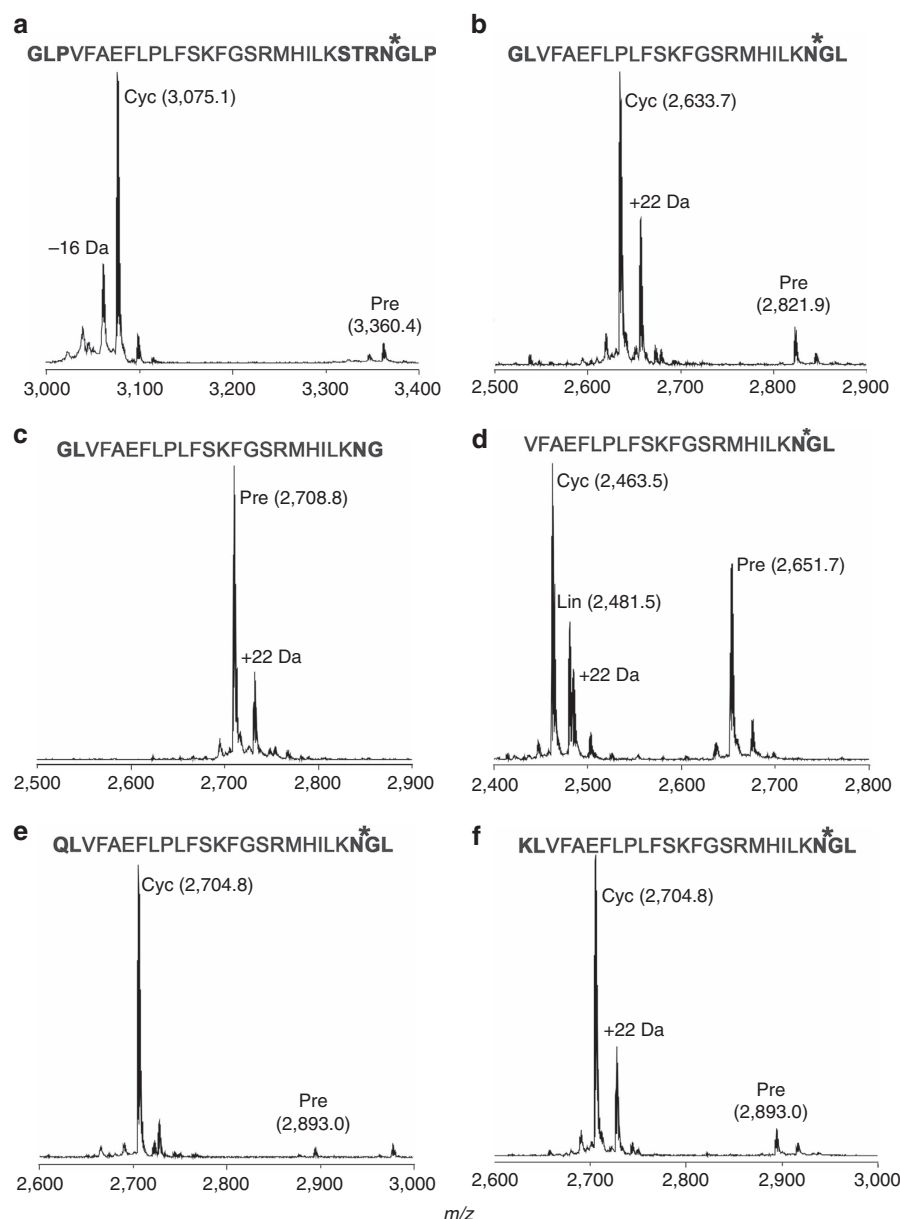 a
*
GLPVFAEFLPLFSKFGSRMHILKSTRNGLP
Cyc (3,075.1)
–16 Da
Pre
(3,360.4)
3,000 3,100 3,200 3,300 3,400
b
*
GLVFAEFLPLFSKFGSRMHILKNGL
Cyc (2,633.7)
+22 Da
Pre
(2,821.9)
2,500 2,600 2,700 2,800 2,900
c
GLVFAEFLPLFSKFGSRMHILKNG
Pre (2,708.8)
+22 Da
2,500 2,600 2,700 2,800 2,900
d
*
VFAEFLPLFSKFGSRMHILKNGL
Cyc (2,463.5)
Pre (2,651.7)
Lin (2,481.5)
+22 Da
2,400 2,500 2,600 2,700 2,800
e
*
QLVFAEFLPLFSKFGSRMHILKNGL
Cyc (2,704.8)
Pre
(2,893.0)
2,600 2,700 2,800 2,900 3,000
f
*
KLVFAEFLPLFSKFGSRMHILKNGL
Cyc (2,704.8)
+22 Da
Pre
(2,893.0)
2,600 2,700 2,800 2,900 3,000
m/z